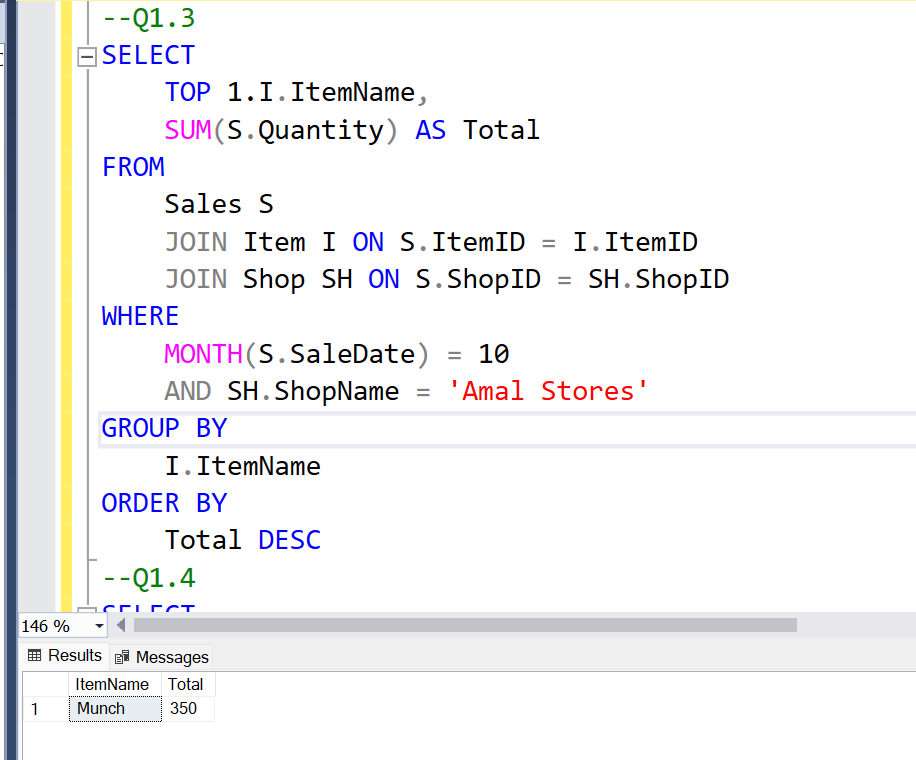 --Q1.3
SELECT
TOP 1.I.ItemName,
SUM(S.Quantity) AS Total
FROM
Sales S
JOIN Item I ON S.ItemID = I.ItemID
JOIN Shop SH ON S.ShopID = SH.ShopID
WHERE
MONTH(S.SaleDate) = 10
AND SH.ShopName = 'Amal Stores'
GROUP BY
I.ItemName
ORDER BY
Total DESC
--Q1.4
SELECT
146 %
Results Messages
ItemName Total
1 Munch 350